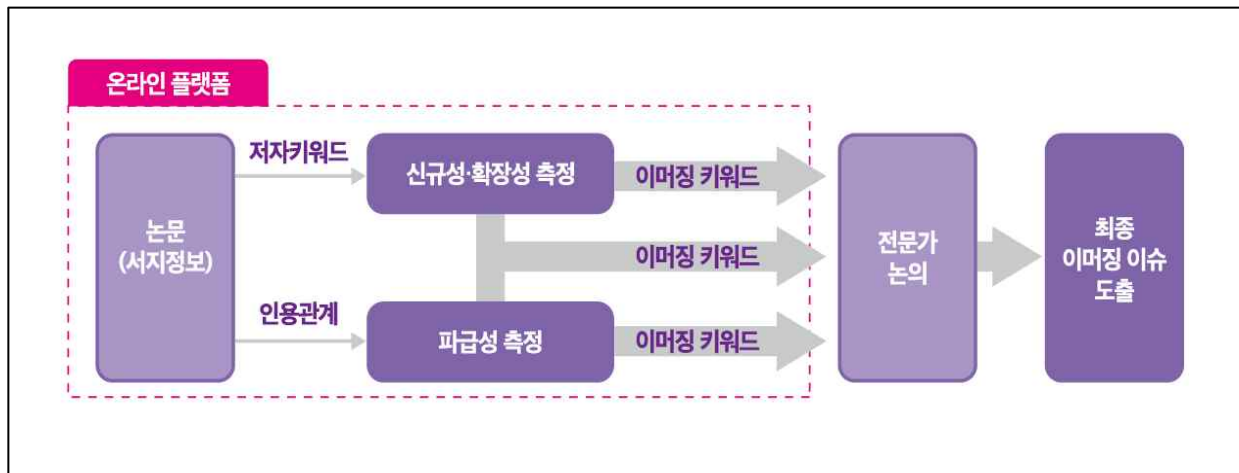 온라인 플랫폼
논문
(서지정보)
저자키워드
인용관계
신규성·확장성 측정
파급성 측정
이머징 키워드
이머징 키워드
이머징 키워드
전문가
논의
최종
이머징 이슈
도출